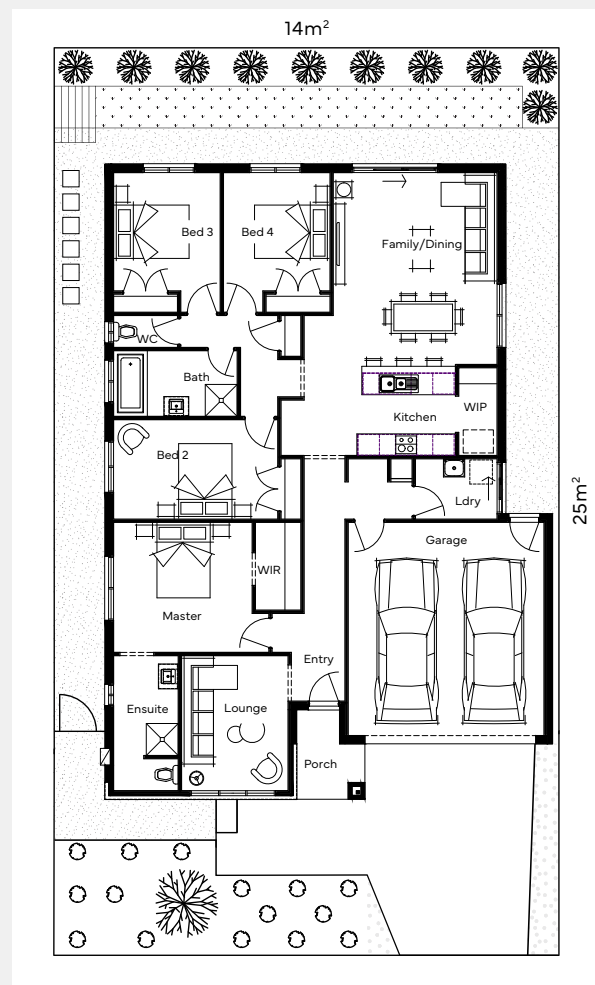 14m²
Bed 3
Bed 4
Family/Dining
WC
Bath
WIP
Kitchen
Bed 2
25m²
Ldry
Garage
WIR
Master
Entry
Ensuite
Lounge
Porch